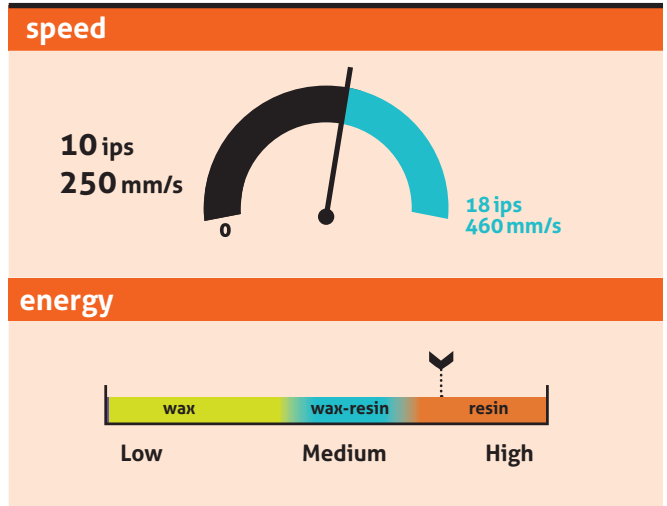 speed
10 ips
250 mm/s
0
18 ips
460 mm/s
energy
wax wax-resin resin
Low Medium High